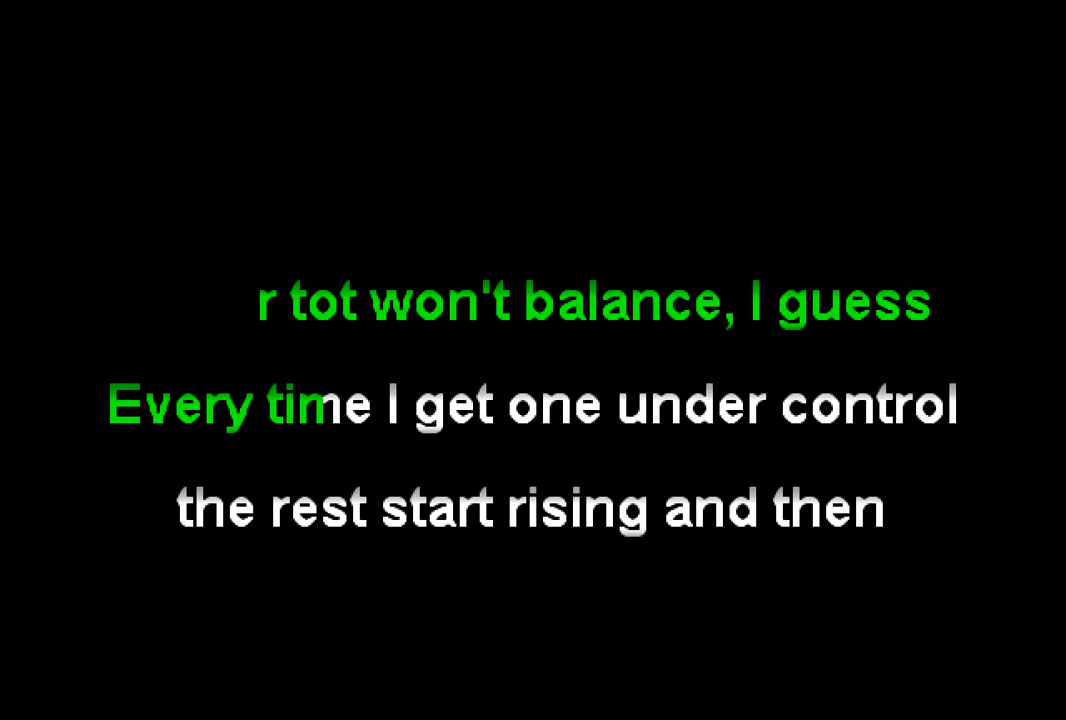 r tot won't balance, I guess
Every time I get one under control
the rest start rising and then